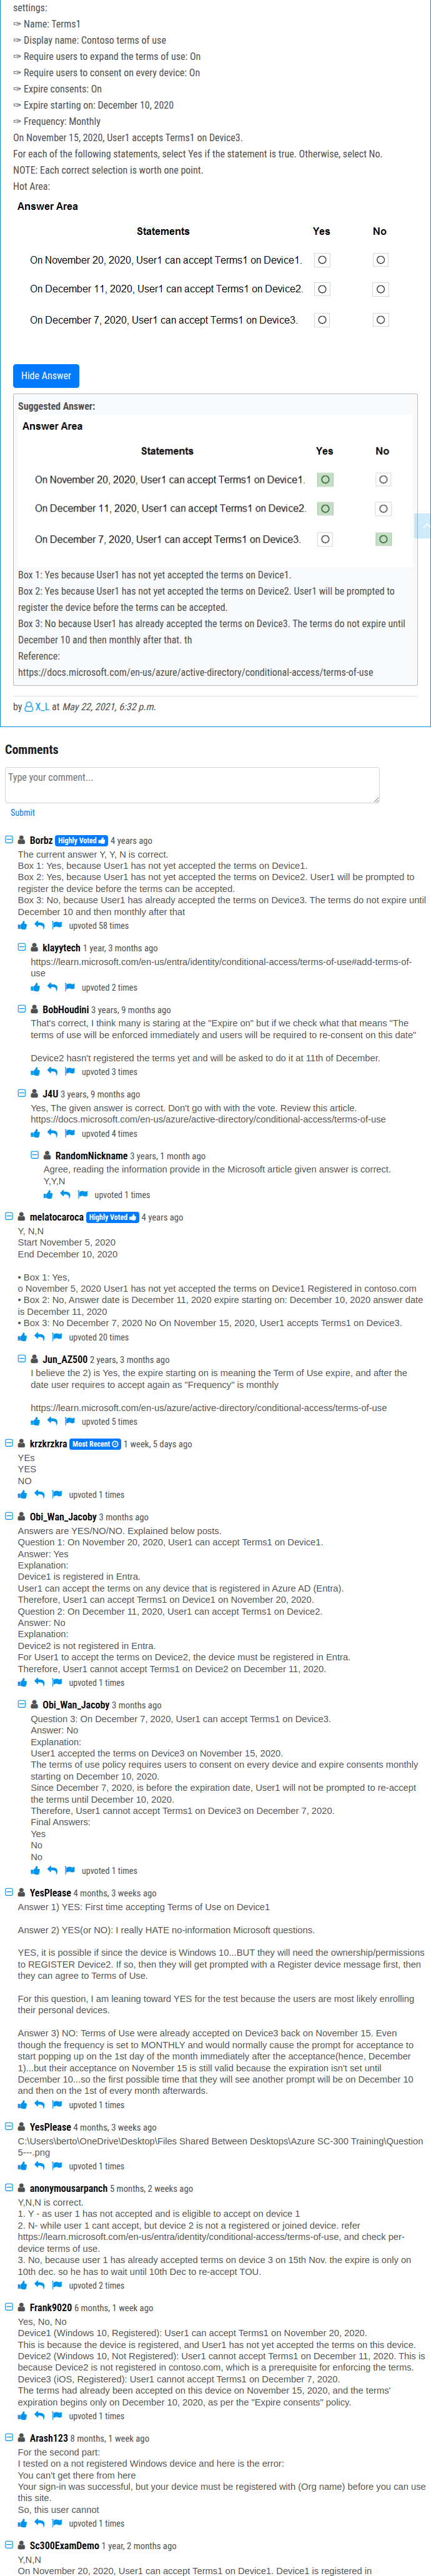 settings:
⇨ Name: Terms1
⇨ Display name: Contoso terms of use
⇨ Require users to expand the terms of use: On
⇨ Require users to consent on every device: On
⇨ Expire consents: On
⇨ Expire starting on: December 10, 2020
⇨ Frequency: Monthly
On November 15, 2020, User1 accepts Terms1 on Device3.
For each of the following statements, select Yes if the statement is true. Otherwise, select No.
NOTE: Each correct selection is worth one point.
Hot Area:
Answer Area
Statements Yes No
On November 20, 2020, User1 can accept Terms1 on Device1.
On December 11, 2020, User1 can accept Terms1 on Device2.
On December 7, 2020, User1 can accept Terms1 on Device3.
Hide Answer
Suggested Answer:
Answer Area
Statements Yes No
On November 20, 2020, User1 can accept Terms1 on Device1.
On December 11, 2020, User1 can accept Terms1 on Device2.
On December 7, 2020, User1 can accept Terms1 on Device3.
Box 1: Yes because User1 has not yet accepted the terms on Device1.
Box 2: Yes because User1 has not yet accepted the terms on Device2. User1 will be prompted to
register the device before the terms can be accepted.
Box 3: No because User1 has already accepted the terms on Device3. The terms do not expire until
December 10 and then monthly after that. th
Reference:
https://docs.microsoft.com/en-us/azure/active-directory/conditional-access/terms-of-use
by X_L at May 22, 2021, 6:32 p.m.
Comments
Type your comment...
Submit
Borbz Highly Voted 4 years ago
The current answer Y, Y, N is correct.
Box 1: Yes, because User1 has not yet accepted the terms on Device1.
Box 2: Yes, because User1 has not yet accepted the terms on Device2. User1 will be prompted to
register the device before the terms can be accepted.
Box 3: No, because User1 has already accepted the terms on Device3. The terms do not expire until
December 10 and then monthly after that
upvoted 58 times
klayytech 1 year, 3 months ago
https://learn.microsoft.com/en-us/entra/identity/conditional-access/terms-of-use#add-terms-of-
use
upvoted 2 times
BobHoudini 3 years, 9 months ago
That's correct, I think many is staring at the "Expire on" but if we check what that means "The
terms of use will be enforced immediately and users will be required to re-consent on this date"
Device2 hasn't registered the terms yet and will be asked to do it at 11th of December.
upvoted 3 times
J4U 3 years, 9 months ago
Yes, The given answer is correct. Don't go with with the vote. Review this article.
https://docs.microsoft.com/en-us/azure/active-directory/conditional-access/terms-of-use
upvoted 4 times
RandomNickname 3 years, 1 month ago
Agree, reading the information provide in the Microsoft article given answer is correct.
Y,Y,N
upvoted 1 times
melatocaroca Highly Voted 4 years ago
Y, N,N
Start November 5, 2020
End December 10, 2020
• Box 1: Yes,
o November 5, 2020 User1 has not yet accepted the terms on Device1 Registered in contoso.com
• Box 2: No, Answer date is December 11, 2020 expire starting on: December 10, 2020 answer date
is December 11, 2020
• Box 3: No December 7, 2020 No On November 15, 2020, User1 accepts Terms1 on Device3.
upvoted 20 times
Jun_AZ500 2 years, 3 months ago
I believe the 2) is Yes, the expire starting on is meaning the Term of Use expire, and after the
date user requires to accept again as "Frequency" is monthly
https://learn.microsoft.com/en-us/azure/active-directory/conditional-access/terms-of-use
upvoted 5 times
krzkrzkra Most Recent 1 week, 5 days ago
YEs
YES
NO
upvoted 1 times
Obi_Wan_Jacoby 3 months ago
Answers are YES/NO/NO. Explained below posts.
Question 1: On November 20, 2020, User1 can accept Terms1 on Device1.
Answer: Yes
Explanation:
Device1 is registered in Entra.
User1 can accept the terms on any device that is registered in Azure AD (Entra).
Therefore, User1 can accept Terms1 on Device1 on November 20, 2020.
Question 2: On December 11, 2020, User1 can accept Terms1 on Device2.
Answer: No
Explanation:
Device2 is not registered in Entra.
For User1 to accept the terms on Device2, the device must be registered in Entra.
Therefore, User1 cannot accept Terms1 on Device2 on December 11, 2020.
upvoted 1 times
Obi_Wan_Jacoby 3 months ago
Question 3: On December 7, 2020, User1 can accept Terms1 on Device3.
Answer: No
Explanation:
User1 accepted the terms on Device3 on November 15, 2020.
The terms of use policy requires users to consent on every device and expire consents monthly
starting on December 10, 2020.
Since December 7, 2020, is before the expiration date, User1 will not be prompted to re-accept
the terms until December 10, 2020.
Therefore, User1 cannot accept Terms1 on Device3 on December 7, 2020.
Final Answers:
Yes
No
No
upvoted 1 times
YesPlease 4 months, 3 weeks ago
Answer 1) YES: First time accepting Terms of Use on Device1
Answer 2) YES(or NO): I really HATE no-information Microsoft questions.
YES, it is possible if since the device is Windows 10...BUT they will need the ownership/permissions
to REGISTER Device2. If so, then they will get prompted with a Register device message first, then
they can agree to Terms of Use.
For this question, I am leaning toward YES for the test because the users are most likely enrolling
their personal devices.
Answer 3) NO: Terms of Use were already accepted on Device3 back on November 15. Even
though the frequency is set to MONTHLY and would normally cause the prompt for acceptance to
start popping up on the 1st day of the month immediately after the acceptance(hence, December
1)...but their acceptance on November 15 is still valid because the expiration isn't set until
December 10...so the first possible time that they will see another prompt will be on December 10
and then on the 1st of every month afterwards.
upvoted 1 times
YesPlease 4 months, 3 weeks ago
C:\Users\berto\OneDrive\Desktop\Files Shared Between Desktops\Azure SC-300 Training\Question
5---.png
upvoted 1 times
anonymousarpanch 5 months, 2 weeks ago
Y,N,N is correct.
1. Y - as user 1 has not accepted and is eligible to accept on device 1
2. N- while user 1 cant accept, but device 2 is not a registered or joined device. refer
https://learn.microsoft.com/en-us/entra/identity/conditional-access/terms-of-use, and check per-
device terms of use.
3. No, because user 1 has already accepted terms on device 3 on 15th Nov. the expire is only on
10th dec. so he has to wait until 10th Dec to re-accept TOU.
upvoted 2 times
Frank9020 6 months, 1 week ago
Yes, No, No
Device1 (Windows 10, Registered): User1 can accept Terms1 on November 20, 2020.
This is because the device is registered, and User1 has not yet accepted the terms on this device.
Device2 (Windows 10, Not Registered): User1 cannot accept Terms1 on December 11, 2020. This is
because Device2 is not registered in contoso.com, which is a prerequisite for enforcing the terms.
Device3 (iOS, Registered): User1 cannot accept Terms1 on December 7, 2020.
The terms had already been accepted on this device on November 15, 2020, and the terms'
expiration begins only on December 10, 2020, as per the "Expire consents" policy.
upvoted 1 times
Arash123 8 months, 1 week ago
For the second part:
I tested on a not registered Windows device and here is the error:
You can't get there from here
Your sign-in was successful, but your device must be registered with (Org name) before you can use
this site.
So, this user cannot
upvoted 1 times
Sc300ExamDemo 1 year, 2 months ago
Y,N,N
On November 20, 2020, User1 can accept Terms1 on Device1. Device1 is registered in